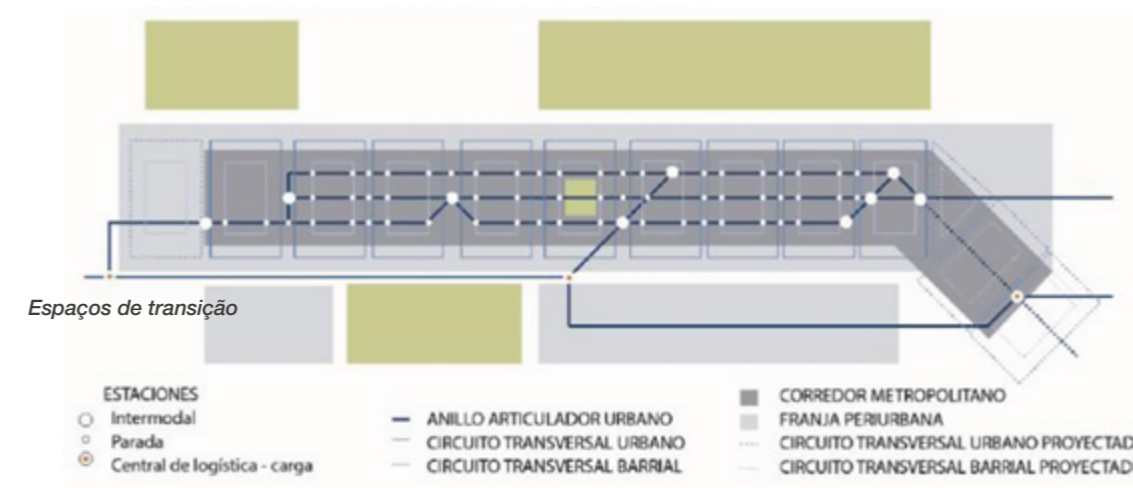 Espaços de transição
ESTACIONES
Intermodal
Parada
Central de logística - carga
ANILLO ARTICULADOR URBANO
CIRCUITO TRANSVERSAL URBANO
CIRCUITO TRANSVERSAL BARRIAL
CORREDOR METROPOLITANO
FRANJA PERIURBANA
CIRCUITO TRANSVERSAL URBANO PROYECTAD
CIRCUITO TRANSVERSAL BARRIAL PROYECTAD